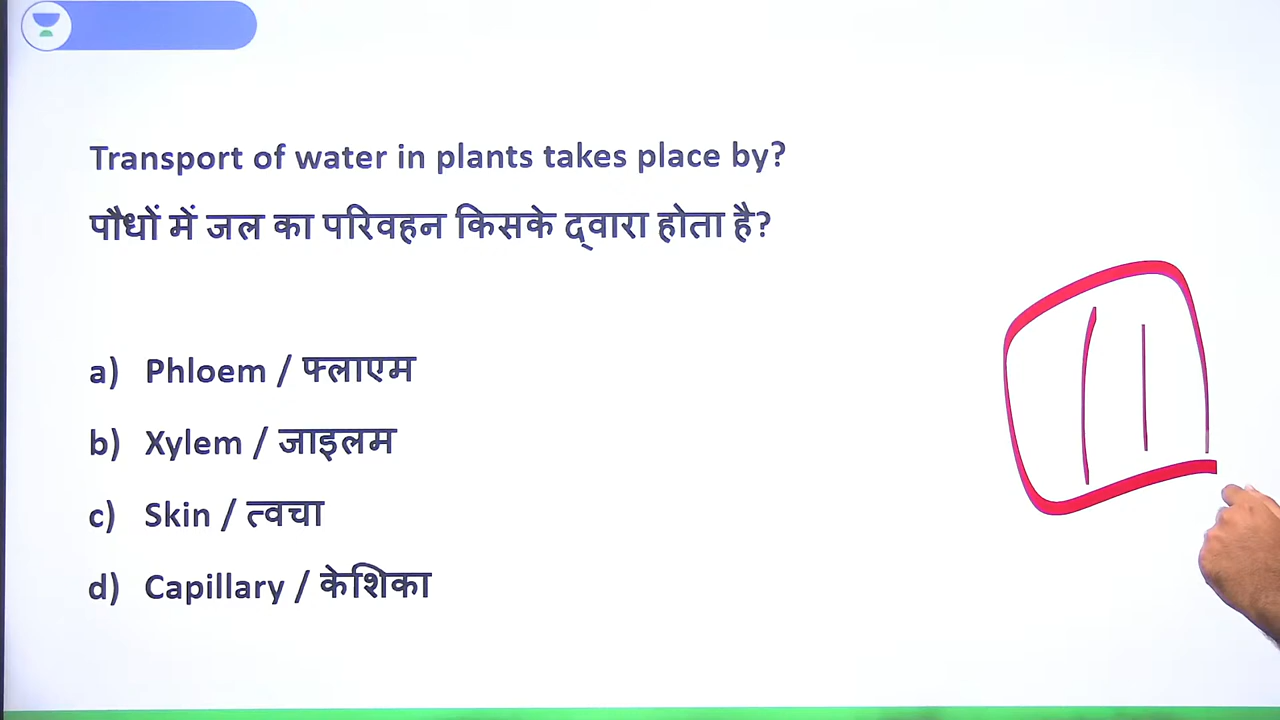 Transport of water in plants takes place by?
पौधों में जल का परिवहन किसके द्वारा होता है?
a) Phloem / फ्लाएम
b) Xylem / जाइलम
c) Skin / त्वचा
d) Capillary / केशिका